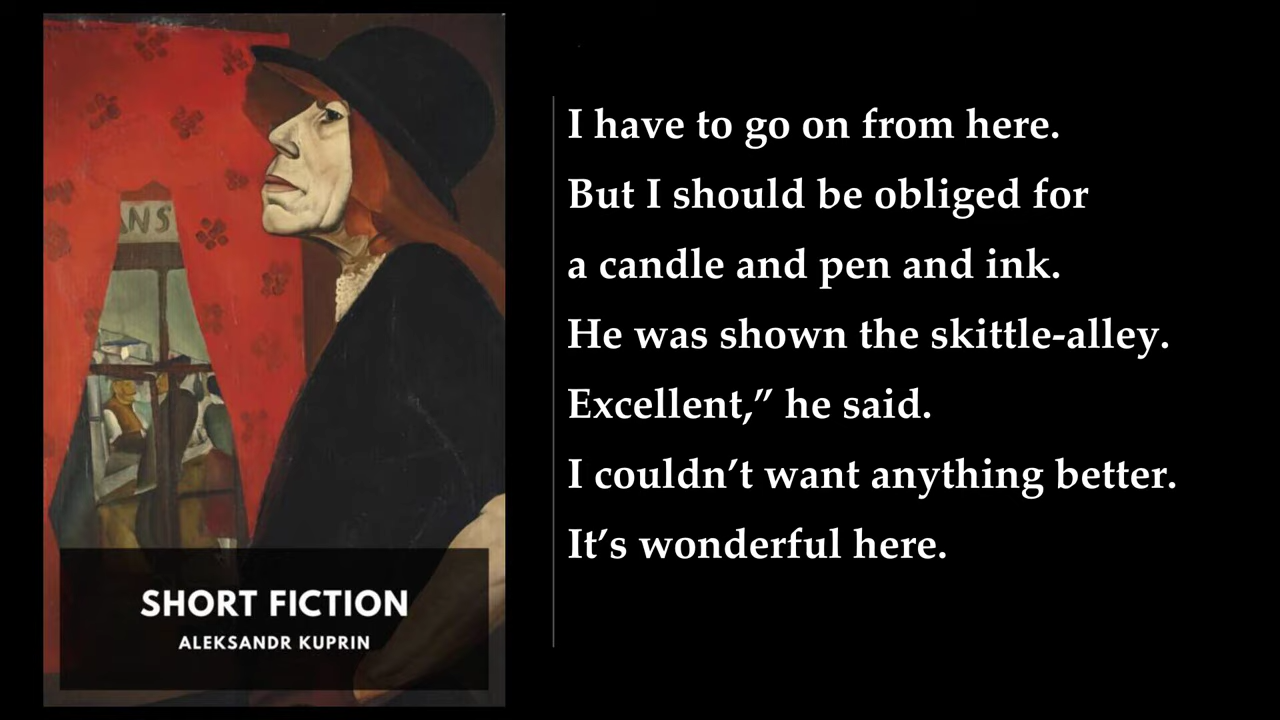 ANS
SHORT FICTION
ALEKSANDR KUPRIN
I have to go on from here.
But I should be obliged for
a candle and pen and ink.
He was shown the skittle-alley.
Excellent,” he said.
I couldn’t want anything better.
It’s wonderful here.